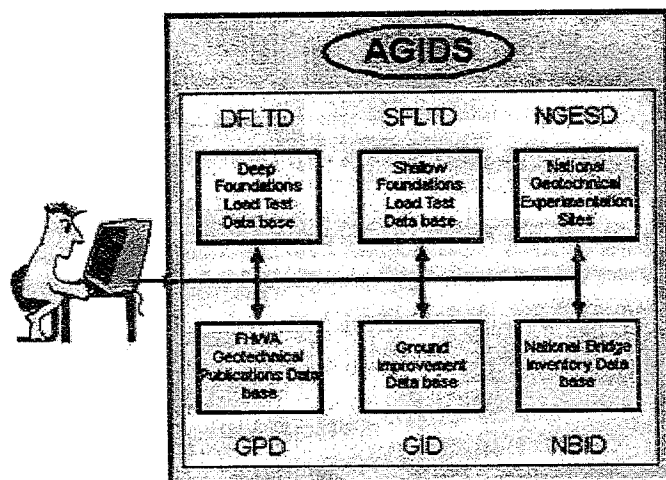 AGIDS
DFLTD SFLTD NGESD
Deep
Foundations
Load Test
Data base
Shallow
Foundations
Load Test
Data base
National
Geotechnical
Experimentation
Sites
FHWA
Geotechnical
Publications Data
base
Ground
Improvement
Data base
National Bridge
Inventory Data
base
GPD GID NBID